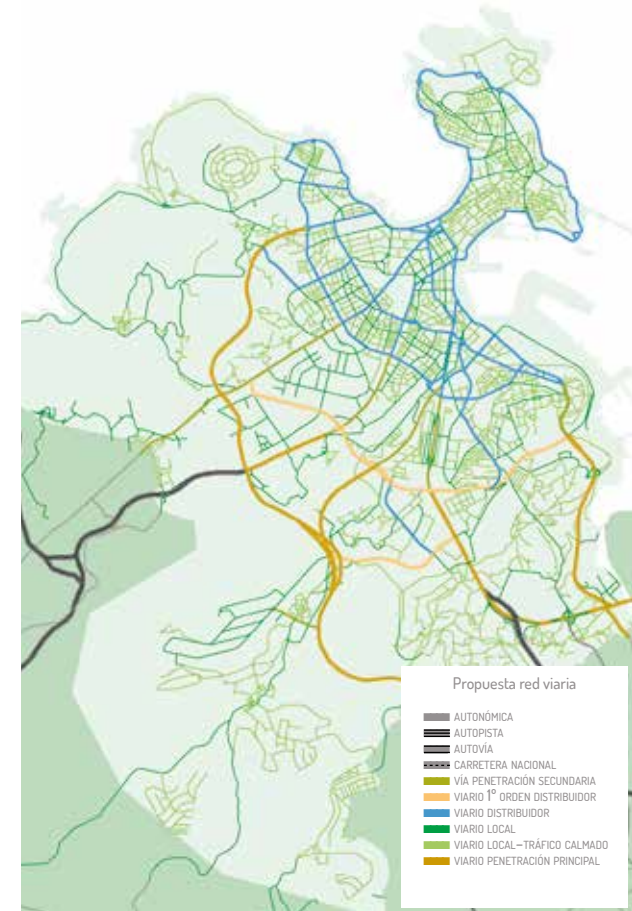 Propuesta red viaria
AUTONÓMICA
AUTOPISTA
AUTOVÍA
CARRETERA NACIONAL
VÍA PENETRACIÓN SECUNDARIA
VIARIO 1º ORDEN DISTRIBUIDOR
VIARIO DISTRIBUIDOR
VIARIO LOCAL
VIARIO LOCAL-TRÁFICO CALMADO
VIARIO PENETRACIÓN PRINCIPAL